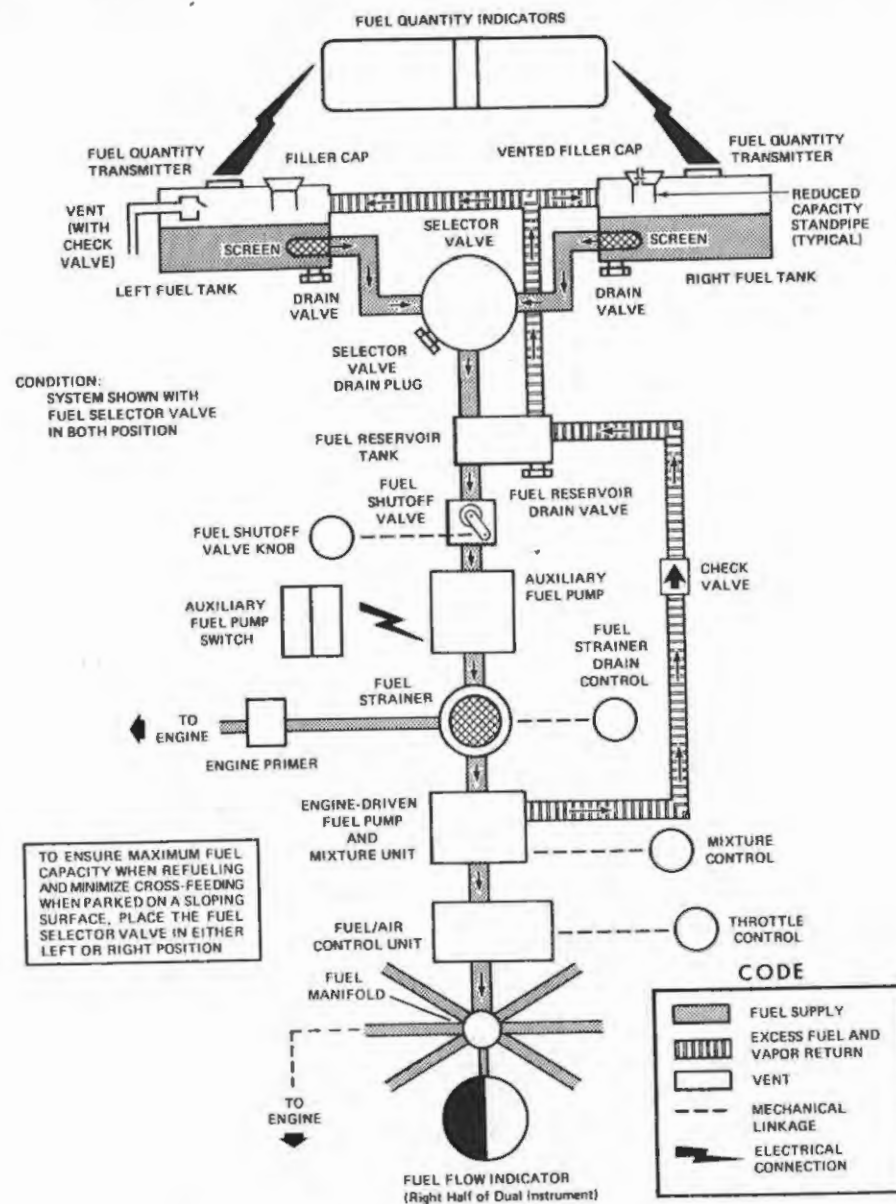 FUEL QUANTITY INDICATORS
FUEL QUANTITY
TRANSMITTER
FILLER CAP
VENTED FILLER CAP
FUEL QUANTITY
TRANSMITTER
VENT
(WITH
CHECK
VALVE)
SCREEN
SELECTOR
VALVE
SCREEN
REDUCED
CAPACITY
STANDPIPE
(TYPICAL)
LEFT FUEL TANK
DRAIN
VALVE
DRAIN
VALVE
RIGHT FUEL TANK
SELECTOR
VALVE
DRAIN PLUG
CONDITION:
SYSTEM SHOWN WITH
FUEL SELECTOR VALVE
IN BOTH POSITION
FUEL RESERVOIR
TANK
FUEL
SHUTOFF
VALVE
FUEL RESERVOIR
DRAIN VALVE
FUEL SHUTOFF
VALVE KNOB
AUXILIARY
FUEL PUMP
CHECK
VALVE
AUXILIARY
FUEL PUMP
SWITCH
FUEL
STRAINER
DRAIN
CONTROL
FUEL
STRAINER
TO
ENGINE
ENGINE PRIMER
ENGINE-DRIVEN
FUEL PUMP
AND
MIXTURE UNIT
MIXTURE
CONTROL
TO ENSURE MAXIMUM FUEL
CAPACITY WHEN REFUELING
AND MINIMIZE CROSS-FEEDING
WHEN PARKED ON A SLOPING
SURFACE, PLACE THE FUEL
SELECTOR VALVE IN EITHER
LEFT OR RIGHT POSITION
FUEL/AIR
CONTROL UNIT
THROTTLE
CONTROL
FUEL
MANIFOLD
TO
ENGINE
FUEL FLOW INDICATOR
(Right Half of Dual Instrument)
CODE
FUEL SUPPLY
EXCESS FUEL AND
VAPOR RETURN
VENT
MECHANICAL
LINKAGE
ELECTRICAL
CONNECTION